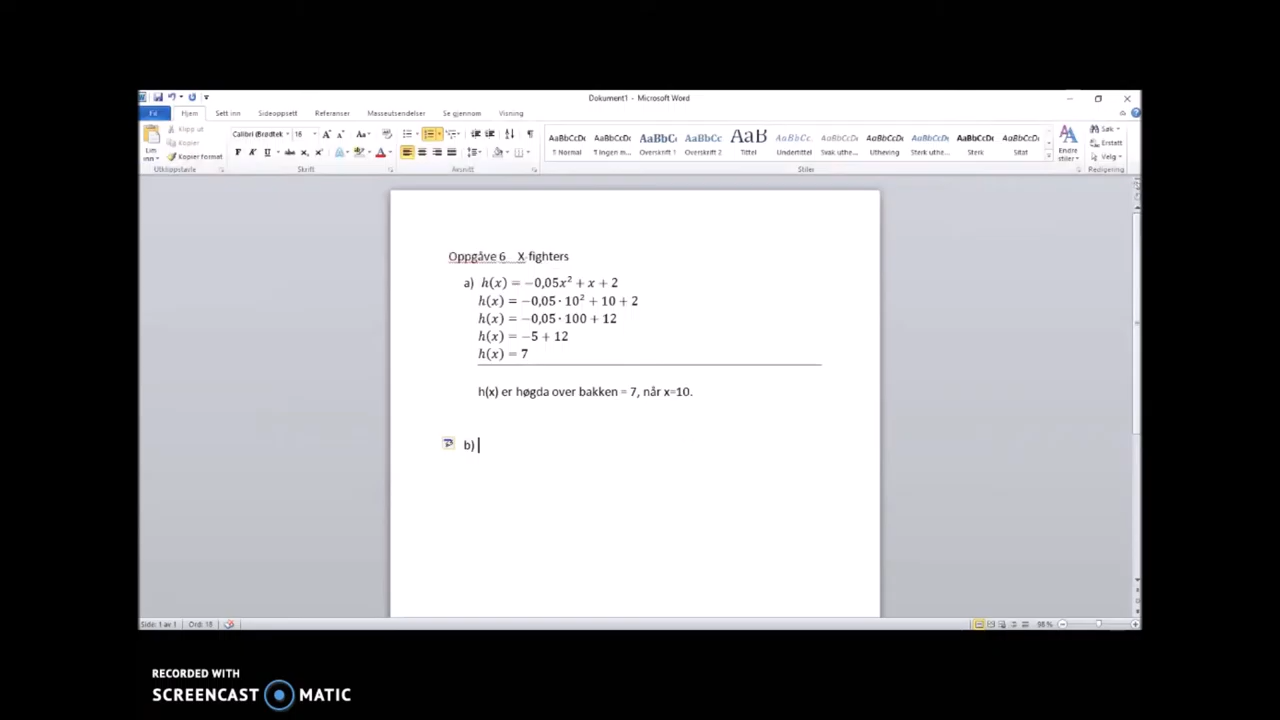 Dokument1 - Microsoft Word
Fil Hjem Sett inn Sideoppsett Referanser Masseutsendelser Se gjennom Visning
Lim inn
Klipp ut
Kopier
Kopier format
Utklippstavle
Calibri (Brødtek 16
Skrift
Avsnitt
AaBbCcDc AaBbCcDc AaBbCc AaBbCc AaB AaBbCc. AaBbCcDc AaBbCcDc AaBbCcDc AaBbCcDc AaBbCcDc
¶ Normal ¶ Ingen m... Overskrift 1 Overskrift 2 Tittel Undertittel Svak uthe... Utheving Sterk uthe... Sterk Sitat
Stiler
Endre stiler
Søk
Erstatt
Velg
Redigering
Oppgåve 6 X-fighters
a) h(x) = −0,05x² + x + 2
h(x) = −0,05 · 10² + 10 + 2
h(x) = −0,05 · 100 + 12
h(x) = −5 + 12
h(x) = 7
h(x) er høgda over bakken = 7, når x=10.
b)
Side: 1 av 1 Ord: 18
98%
RECORDED WITH
SCREENCAST MATIC